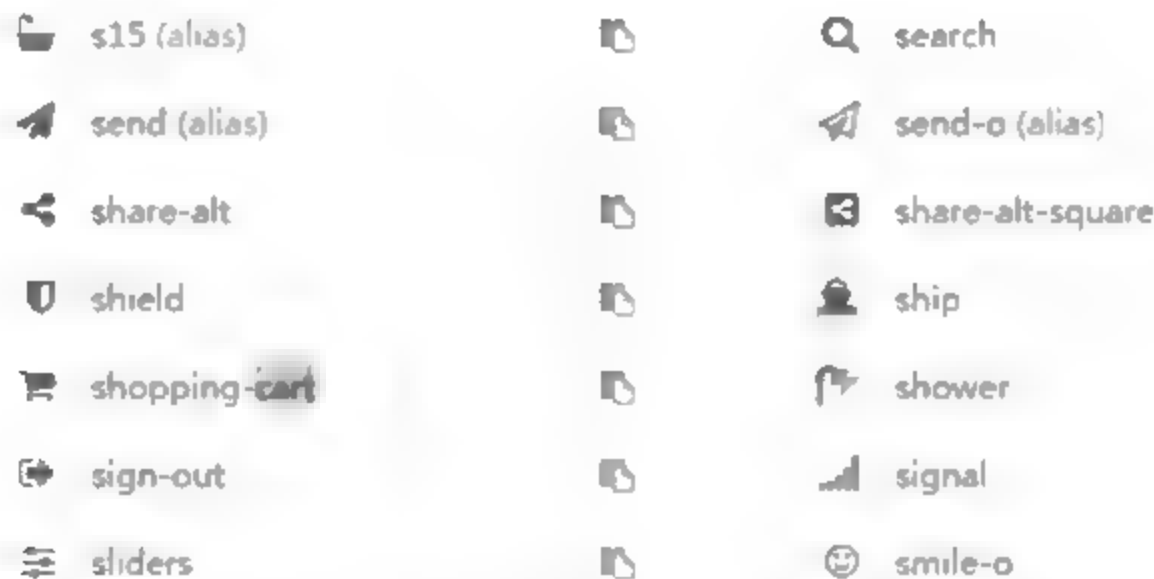 s15 (alias) search
send (alias) send-o (alias)
share-alt share-alt-square
shield ship
shopping-cart shower
sign-out signal
sliders smile-o